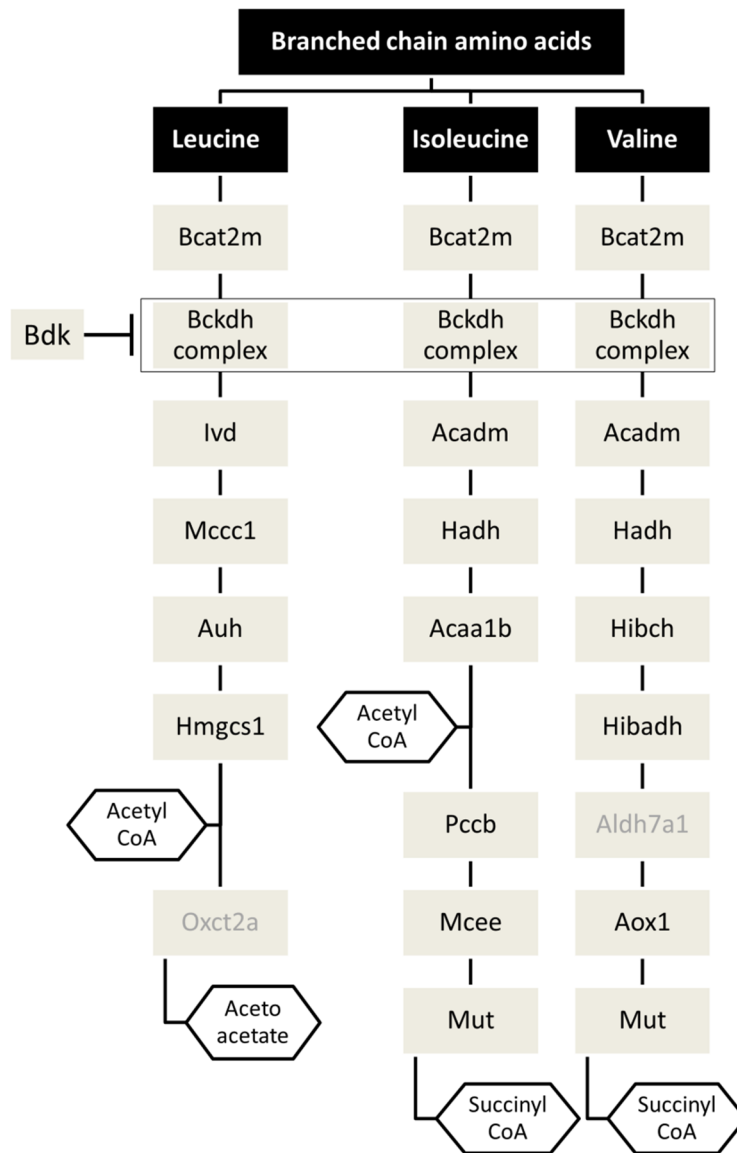 Branched chain amino acids
Leucine
Isoleucine
Valine
Bcat2m
Bcat2m
Bcat2m
Bdk
Bckdh
complex
Bckdh
complex
Bckdh
complex
Ivd
Acadm
Acadm
Mccc1
Hadh
Hadh
Auh
Acaa1b
Hibch
Hmgcs1
Acetyl
CoA
Hibadh
Acetyl
CoA
Pccb
Aldh7a1
Oxct2a
Mcee
Aox1
Aceto
acetate
Mut
Mut
Succinyl
CoA
Succinyl
CoA